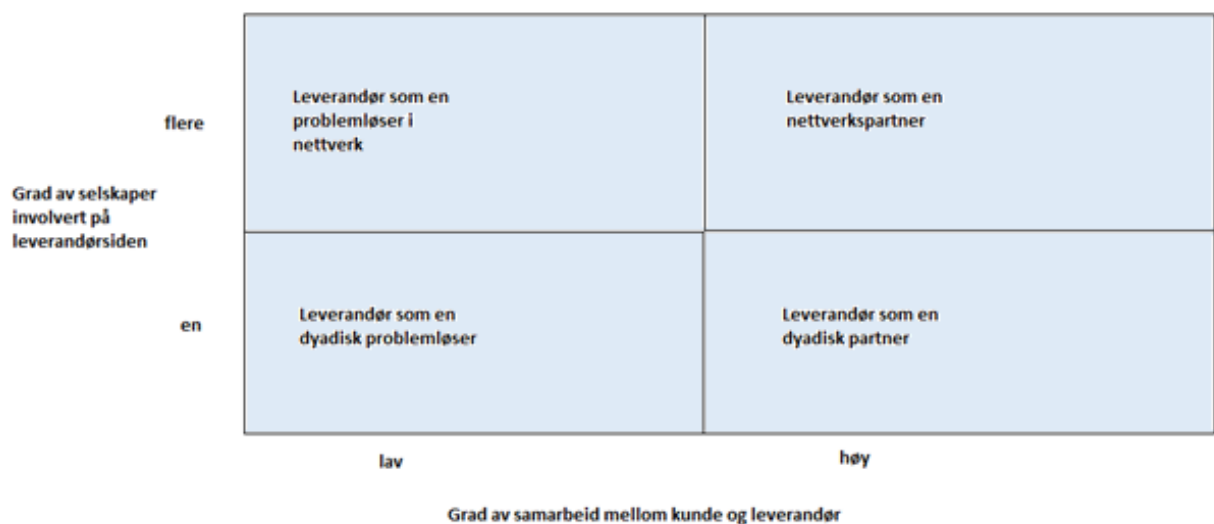 Leverandør som en
problemløser i
nettverk
Leverandør som en
nettverkspartner
flere
Grad av selskaper
involvert på
leverandørsiden
Leverandør som en
dyadisk problemløser
Leverandør som en
dyadisk partner
en
lav
høy
Grad av samarbeid mellom kunde og leverandør